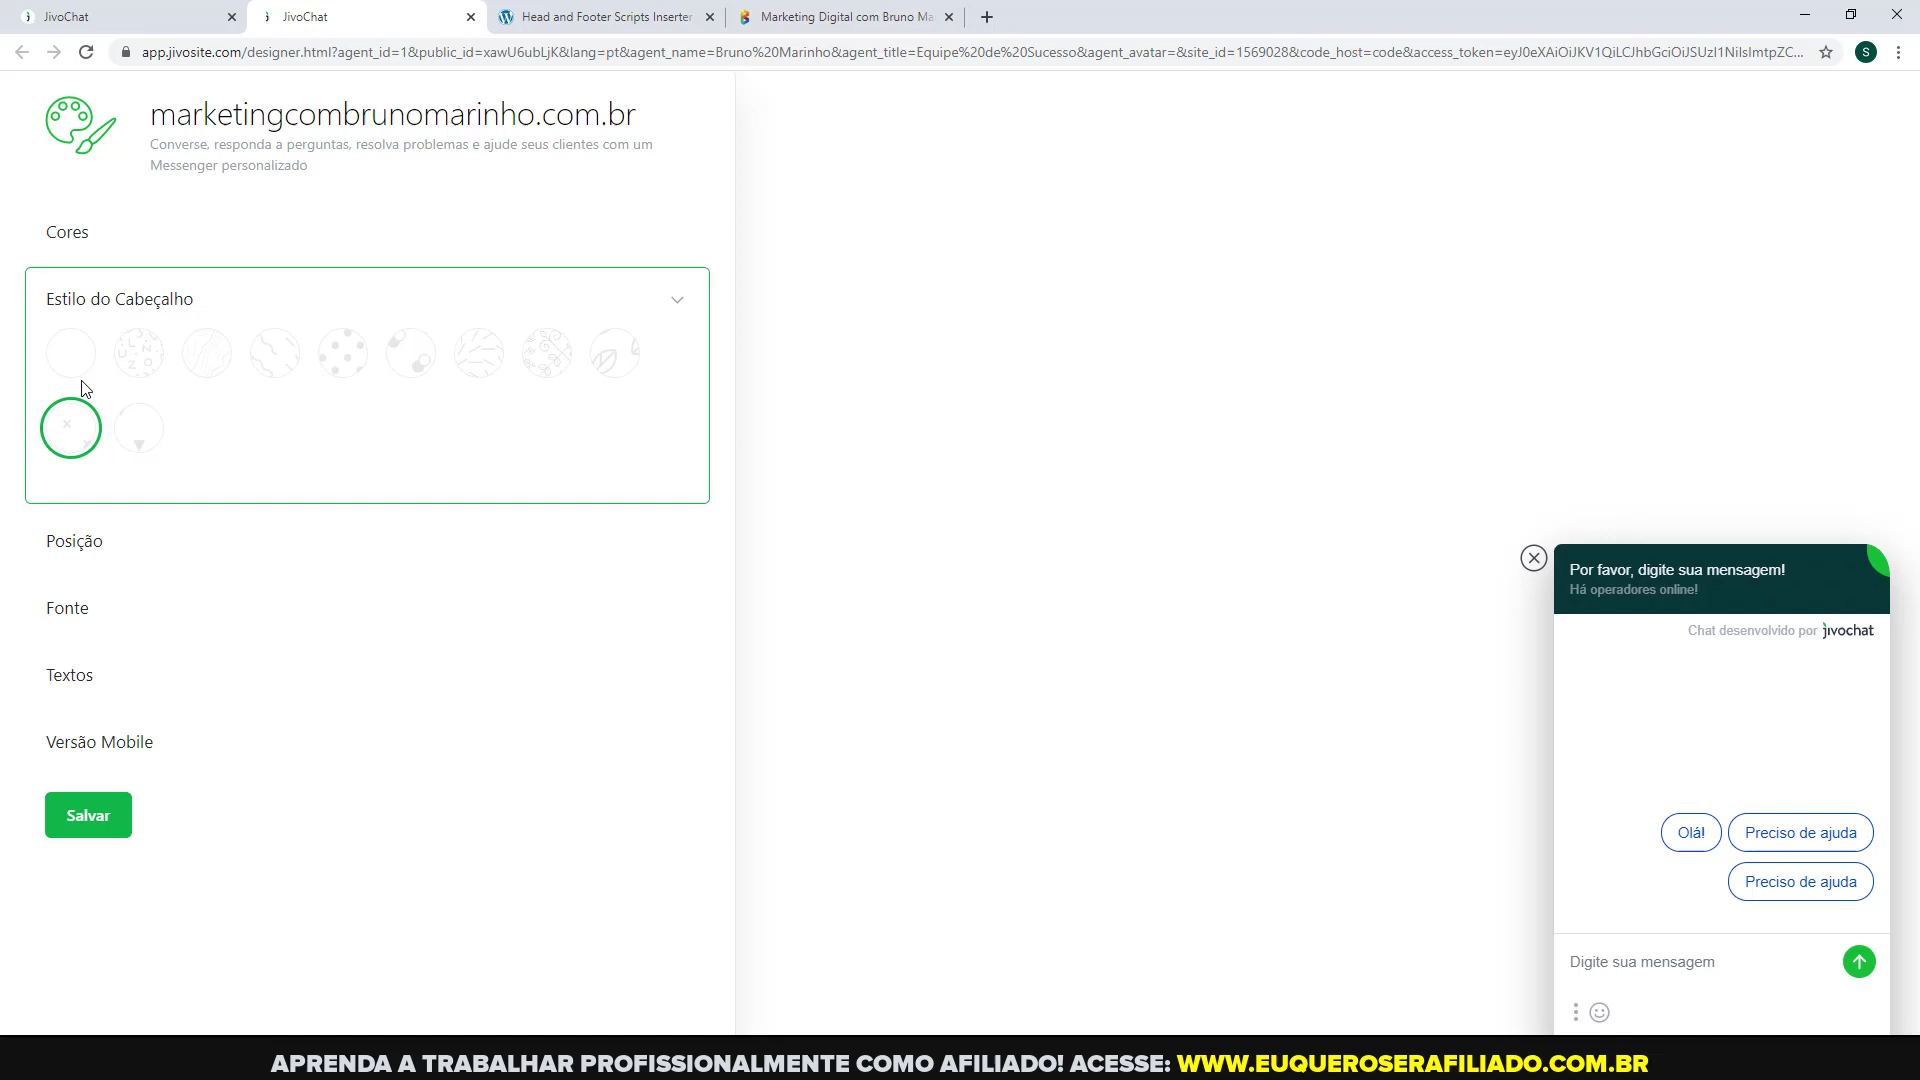 JivoChat
JivoChat
Head and Footer Scripts Inserter
Marketing Digital com Bruno Ma
app.jivosite.com/designer.html?agent_id=1&public_id=xawU6ubLjK&lang=pt&agent_name=Bruno%20Marinho&agent_title=Equipe%20de%20Sucesso&agent_avatar=&site_id=1569028&code_host=code&access_token=eyJ0eXAiOiJKV1QiLCJhbGciOiJSUzI1NiIsImtpZC...
S
marketingcombrunomarinho.com.br
Converse, responda a perguntas, resolva problemas e ajude seus clientes com um
Messenger personalizado
Cores
Estilo do Cabeçalho
Posição
Fonte
Textos
Versão Mobile
Salvar
Por favor, digite sua mensagem!
Há operadores online!
Chat desenvolvido por jivochat
Olá!
Preciso de ajuda
Preciso de ajuda
Digite sua mensagem
APRENDA A TRABALHAR PROFISSIONALMENTE COMO AFILIADO! ACESSE: WWW.EUQUEROSERAFILIADO.COM.BR